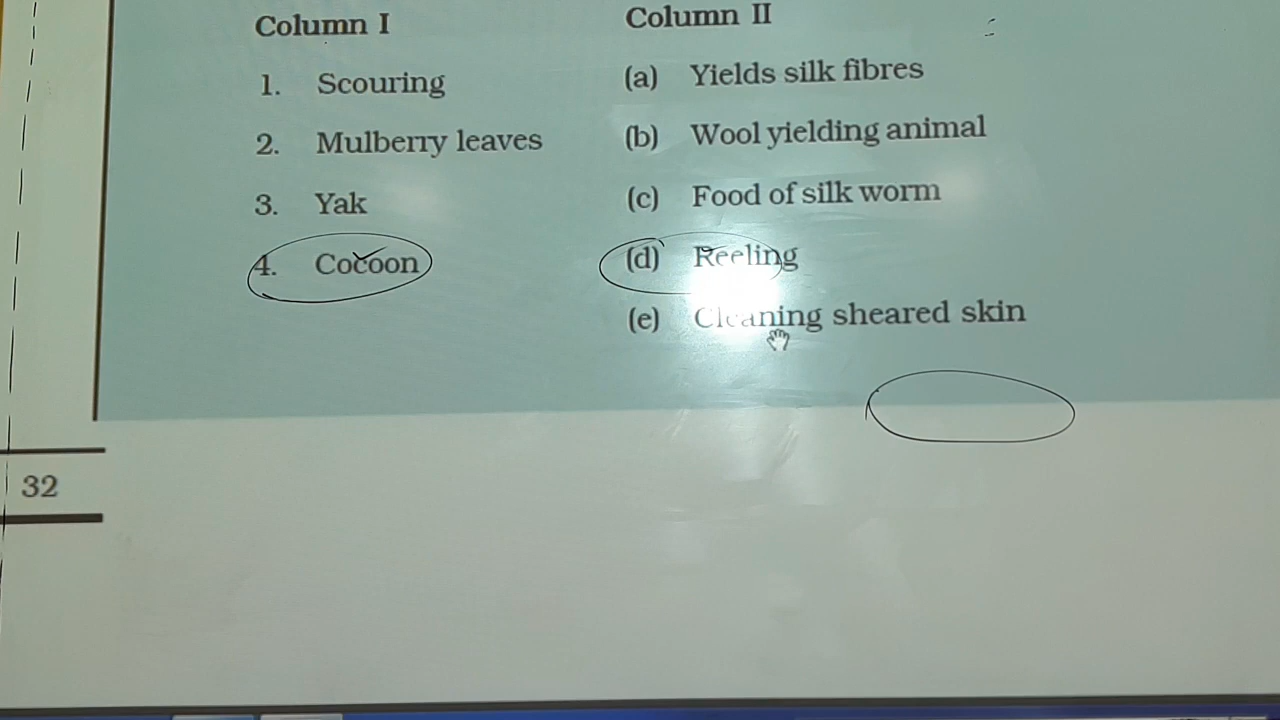 Column I Column II
1. Scouring (a) Yields silk fibres
2. Mulberry leaves (b) Wool yielding animal
3. Yak (c) Food of silk worm
4. Cocoon (d) Reeling
(e) Cleaning sheared skin
32